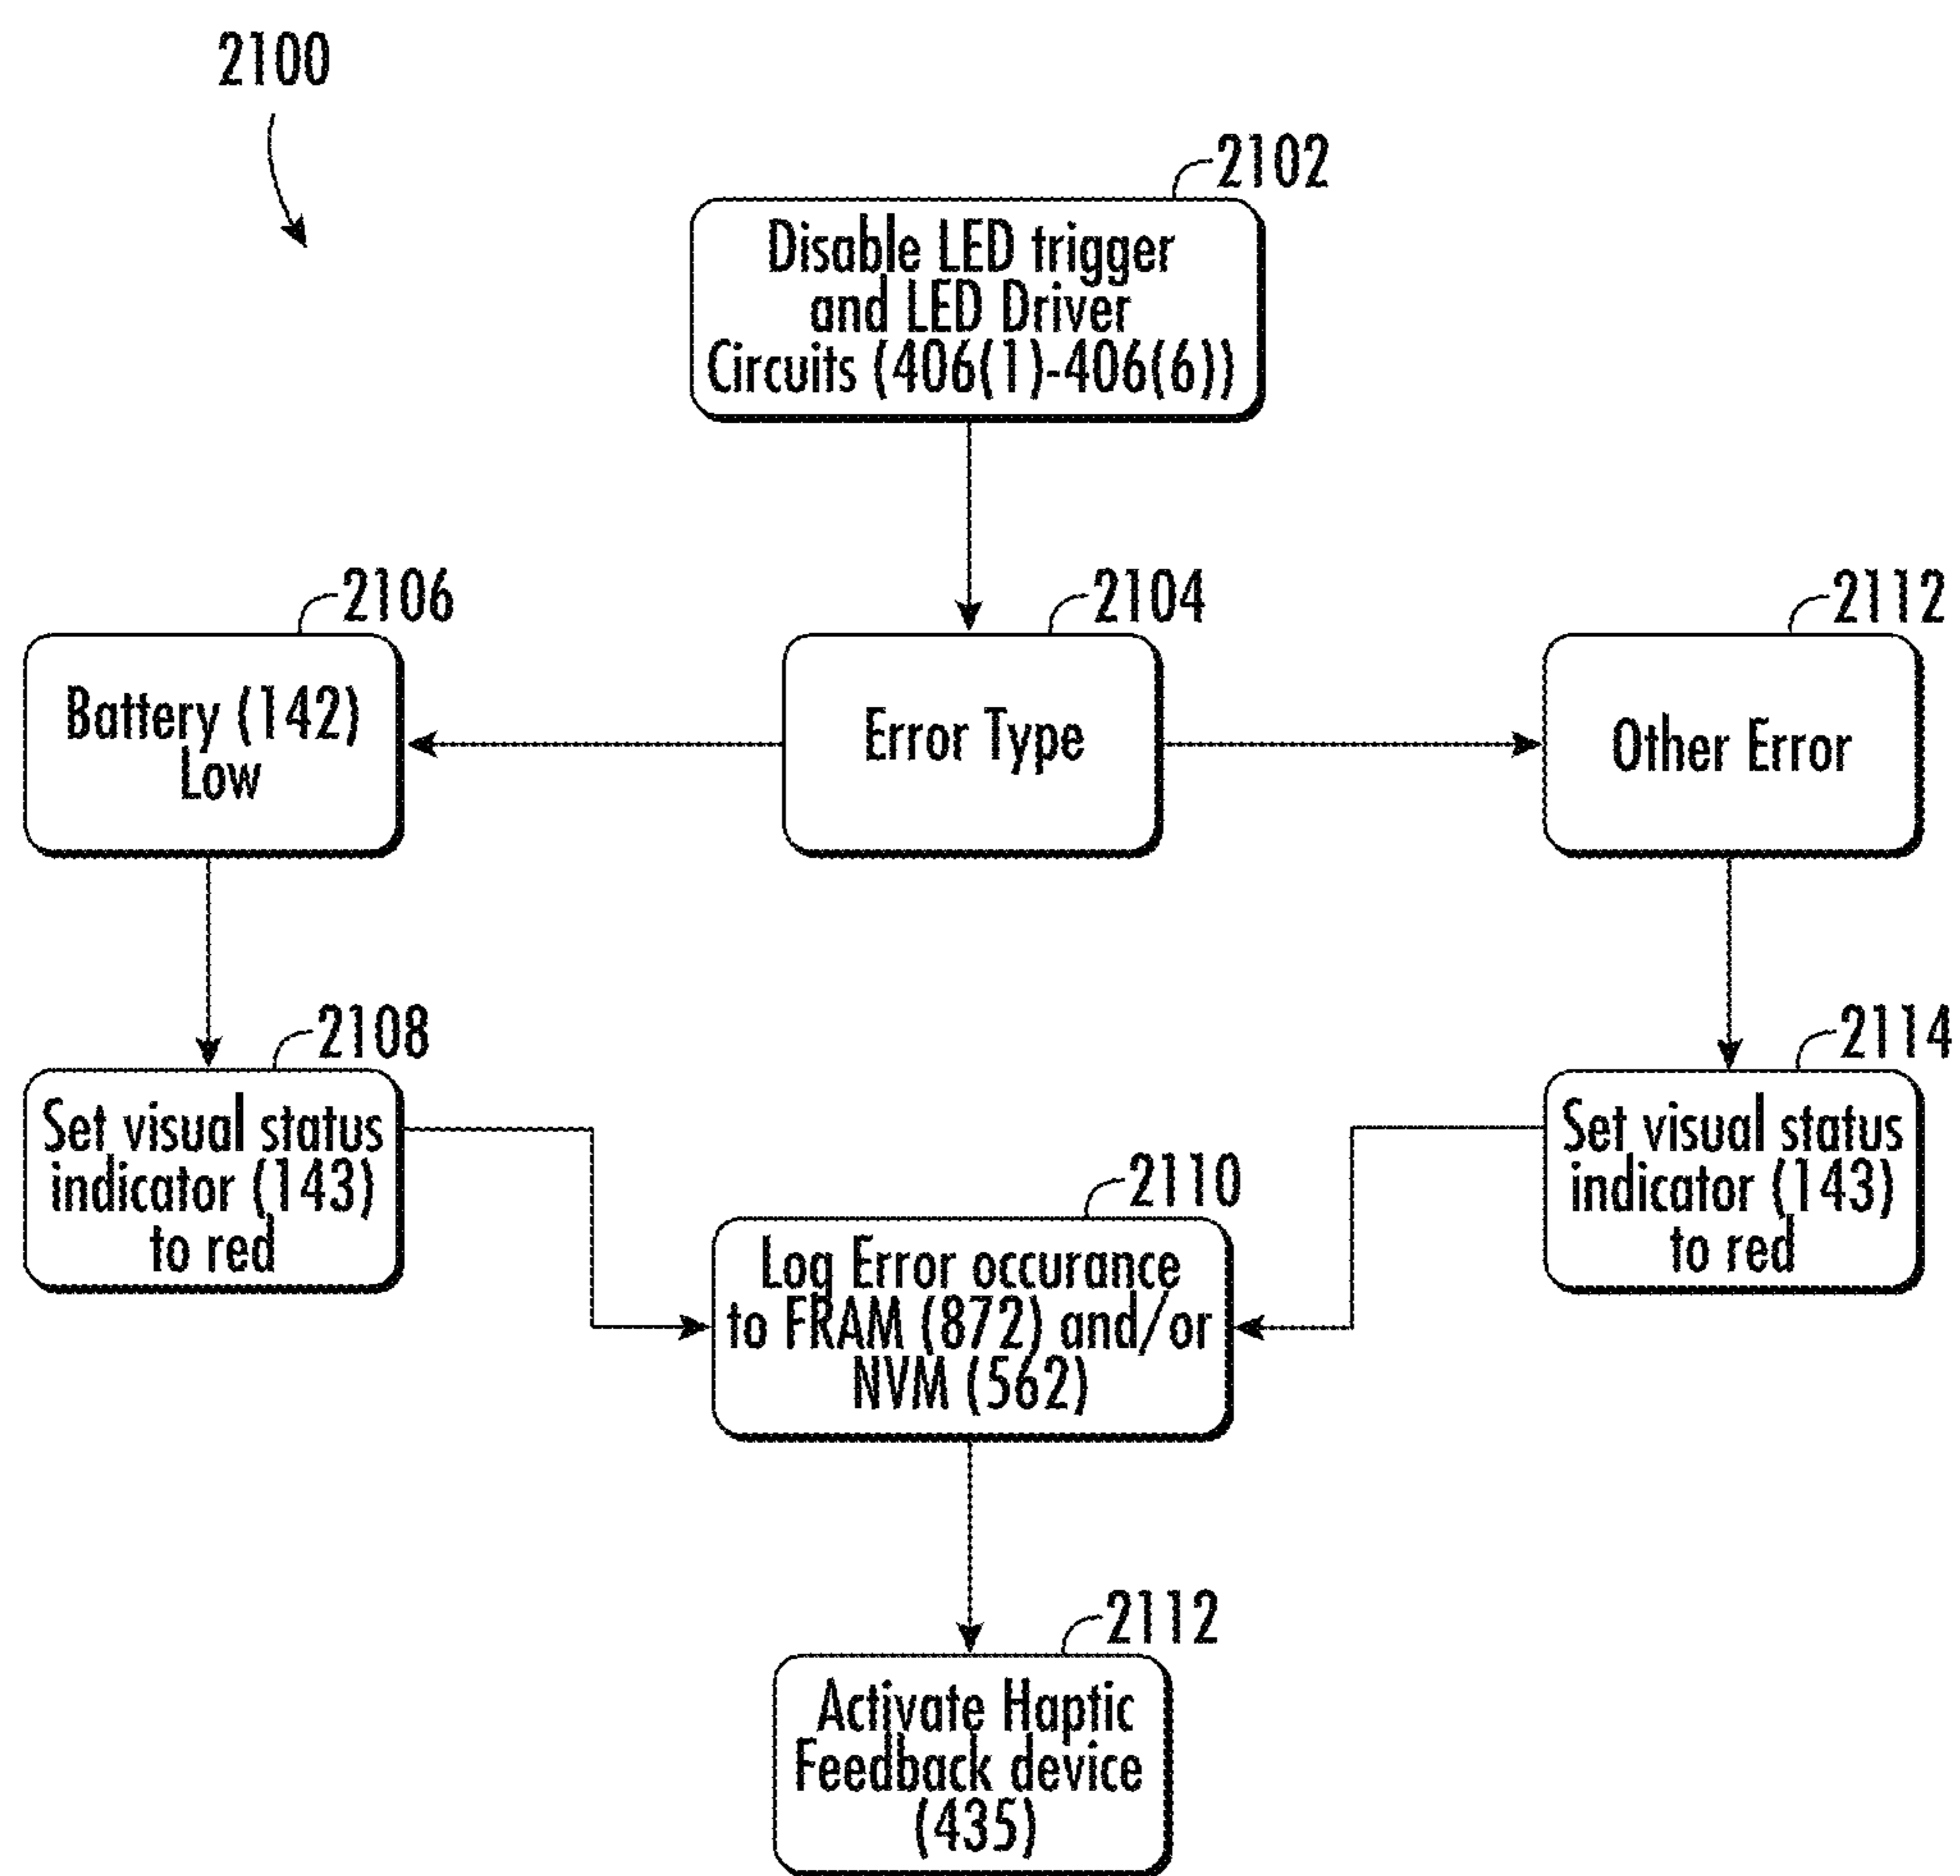 2100
2102
Disable LED trigger
and LED Driver
Circuits (406(1)-406(6))
2106
2104
2112
Battery (142)
Low
Error Type
Other Error
2108
2114
Set visual status
indicator (143)
to red
Set visual status
indicator (143)
to red
2110
Log Error occurance
to FRAM (872) and/or
NVM (562)
2112
Activate Haptic
Feedback device
(435)